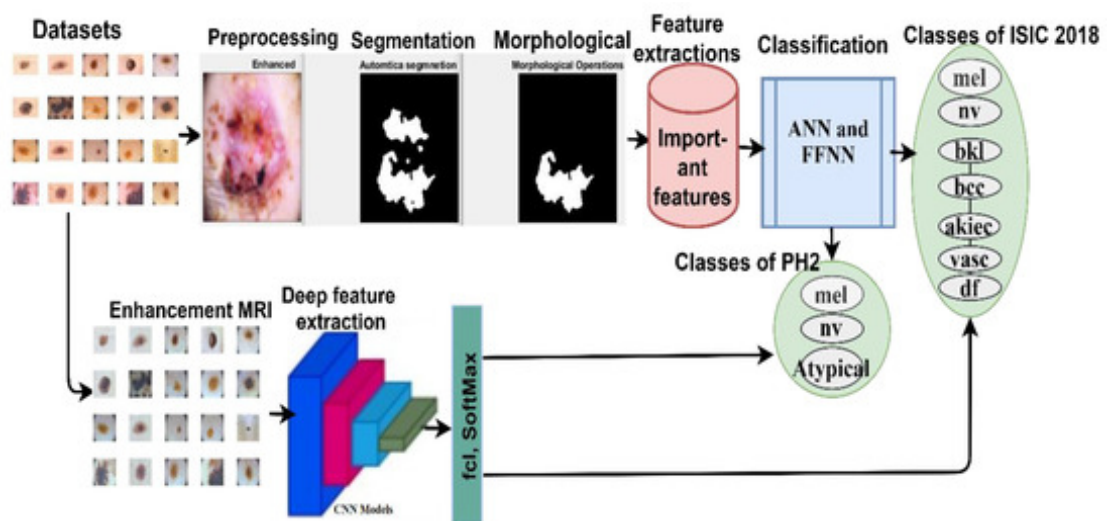 Datasets
Preprocessing
Segmentation
Morphological
Feature
extractions
Classification
Classes of ISIC 2018
Enhanced
Automtica segmnetation
Morphological Operations
Import-
ant
features
ANN and
FFNN
mel
nv
bkl
bcc
akiec
vasc
df
Classes of PH2
mel
nv
Atypical
Enhancement MRI
Deep feature
extraction
CNN Models
fcl, SoftMax